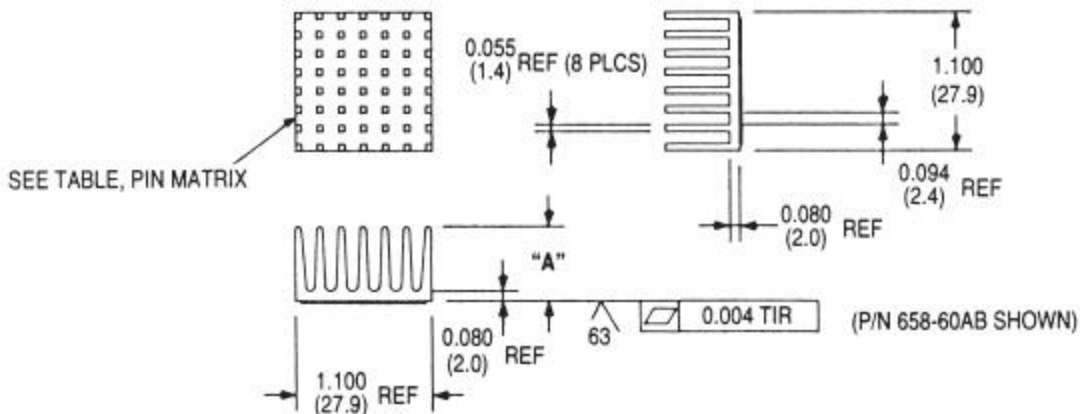 0.055
(1.4) REF (8 PLCS)
1.100
(27.9)
SEE TABLE, PIN MATRIX
0.094
(2.4) REF
0.080
(2.0) REF
"A"
63
0.004 TIR
(P/N 658-60AB SHOWN)
0.080
(2.0) REF
1.100
(27.9) REF